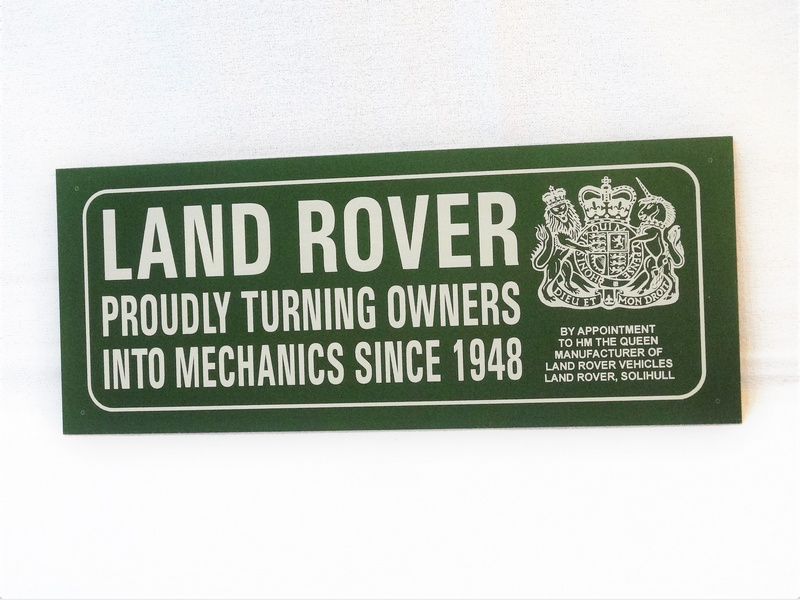 LAND ROVER
PROUDLY TURNING OWNERS
INTO MECHANICS SINCE 1948
DIEU ET MON DROIT
BY APPOINTMENT
TO HM THE QUEEN
MANUFACTURER OF
LAND ROVER VEHICLES
LAND ROVER, SOLIHULL